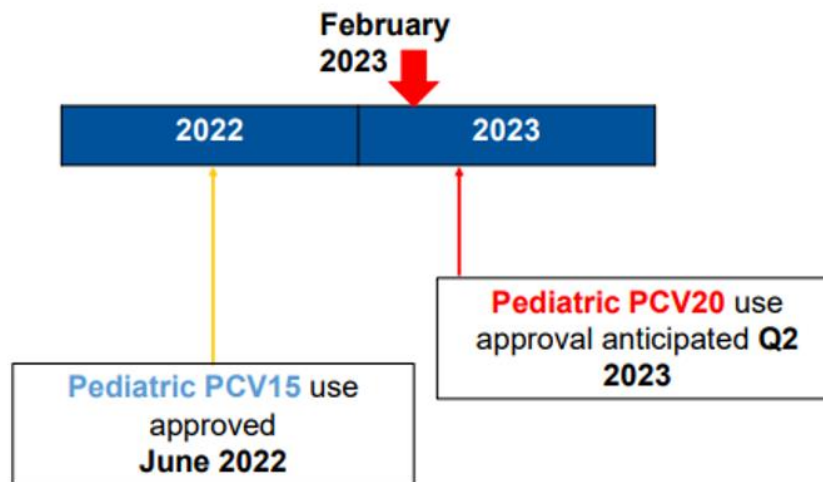 February
2023
2022
2023
Pediatric PCV20 use
approval anticipated Q2
2023
Pediatric PCV15 use
approved
June 2022